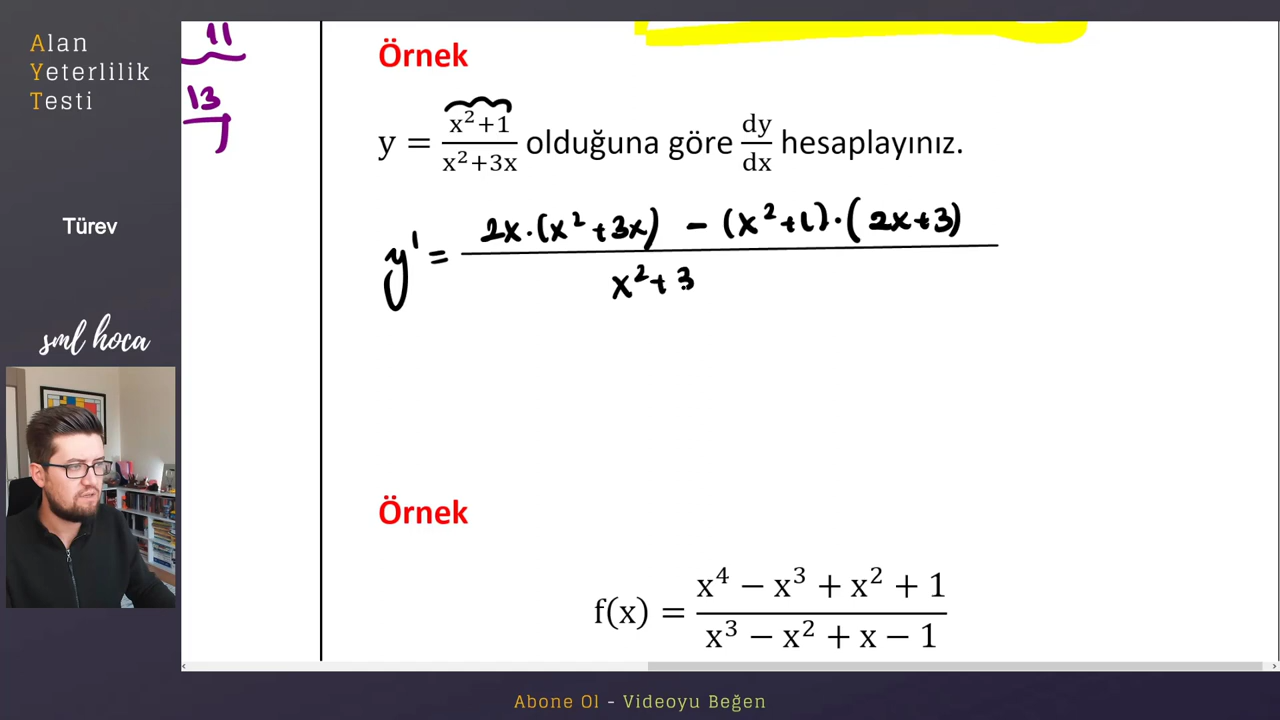 Alan
Yeterlilik
Testi
Türev
sml hoca
11
13
Örnek
y = x²+1 / x²+3x olduğuna göre dy/dx hesaplayınız.
y' = 2x·(x²+3x) − (x²+1)·(2x+3) / x²+3
Örnek
f(x) = x⁴ − x³ + x² + 1 / x³ − x² + x − 1
Abone Ol - Videoyu Beğen